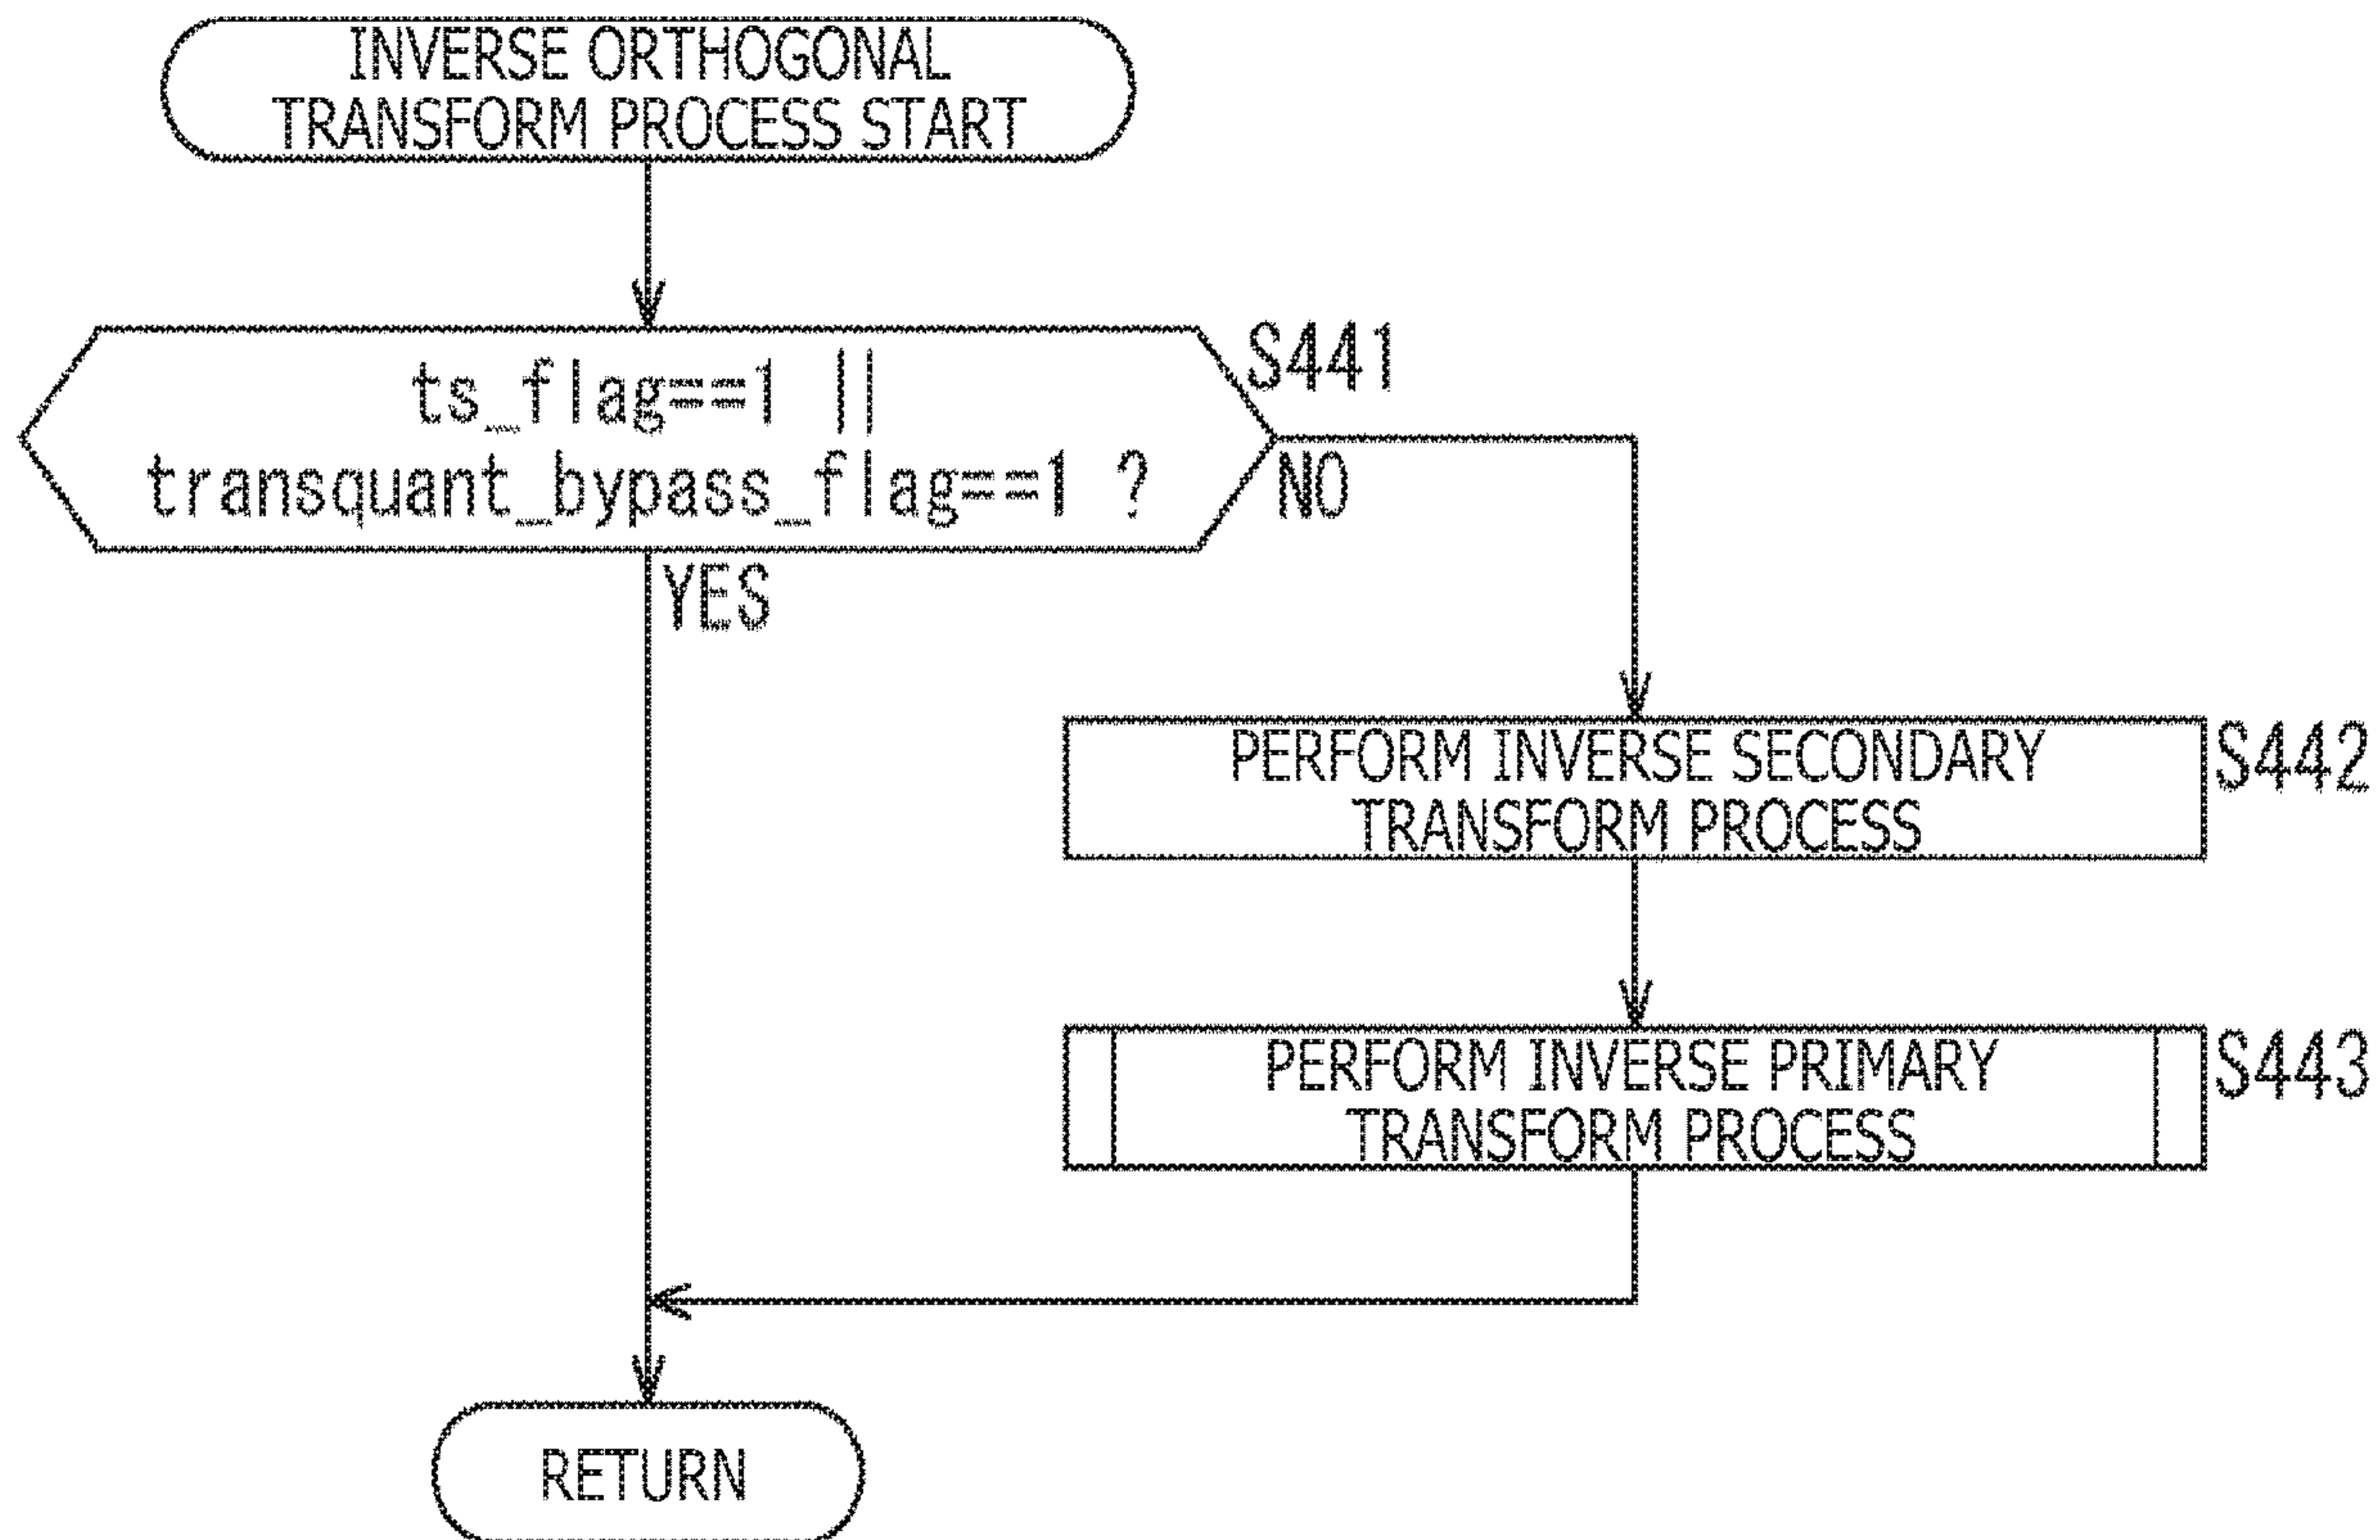 INVERSE ORTHOGONAL
TRANSFORM PROCESS START
S441
ts_flag==1 ||
transquant_bypass_flag==1 ?
NO
YES
PERFORM INVERSE SECONDARY
TRANSFORM PROCESS
S442
PERFORM INVERSE PRIMARY
TRANSFORM PROCESS
S443
RETURN